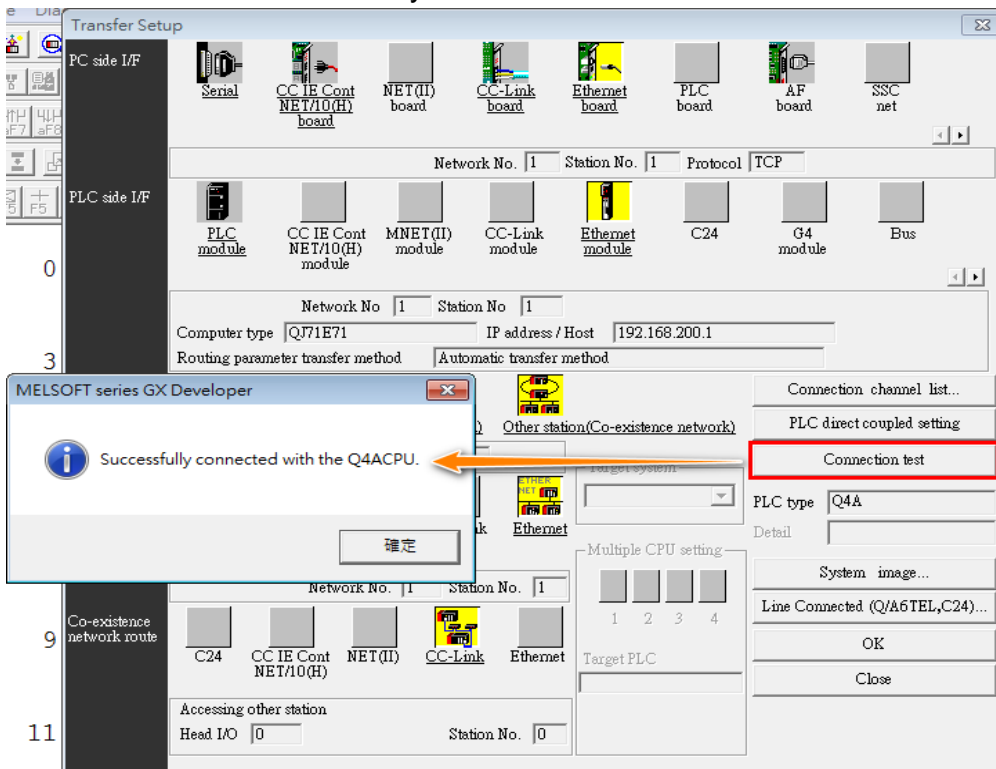 Dia
Transfer Setup
PC side I/F
Serial
CC IE Cont
NET/10(H)
board
NET(II)
board
CC-Link
board
Ethernet
board
PLC
board
AF
board
SSC
net
Network No. 1 Station No. 1 Protocol TCP
PLC side I/F
PLC
module
CC IE Cont
NET/10(H)
module
MNET(II)
module
CC-Link
module
Ethernet
module
C24
G4
module
Bus
Network No 1 Station No 1
Computer type QJ71E71 IP address / Host 192.168.200.1
Routing parameter transfer method Automatic transfer method
aF7 aF8
F5
0
3
9
11
MELSOFT series GX Developer
Successfully connected with the Q4ACPU.
確定
Other station(Co-existence network)
Target system
ETHER
NET
Ethernet
Multiple CPU setting
1 2 3 4
Target PLC
Network No. 1 Station No. 1
Connection channel list...
PLC direct coupled setting
Connection test
PLC type Q4A
Detail
System image...
Line Connected (Q/A6TEL,C24)...
OK
Close
Co-existence
network route
C24
CC IE Cont
NET/10(H)
NET(II)
CC-Link
Ethernet
Accessing other station
Head I/O 0 Station No. 0